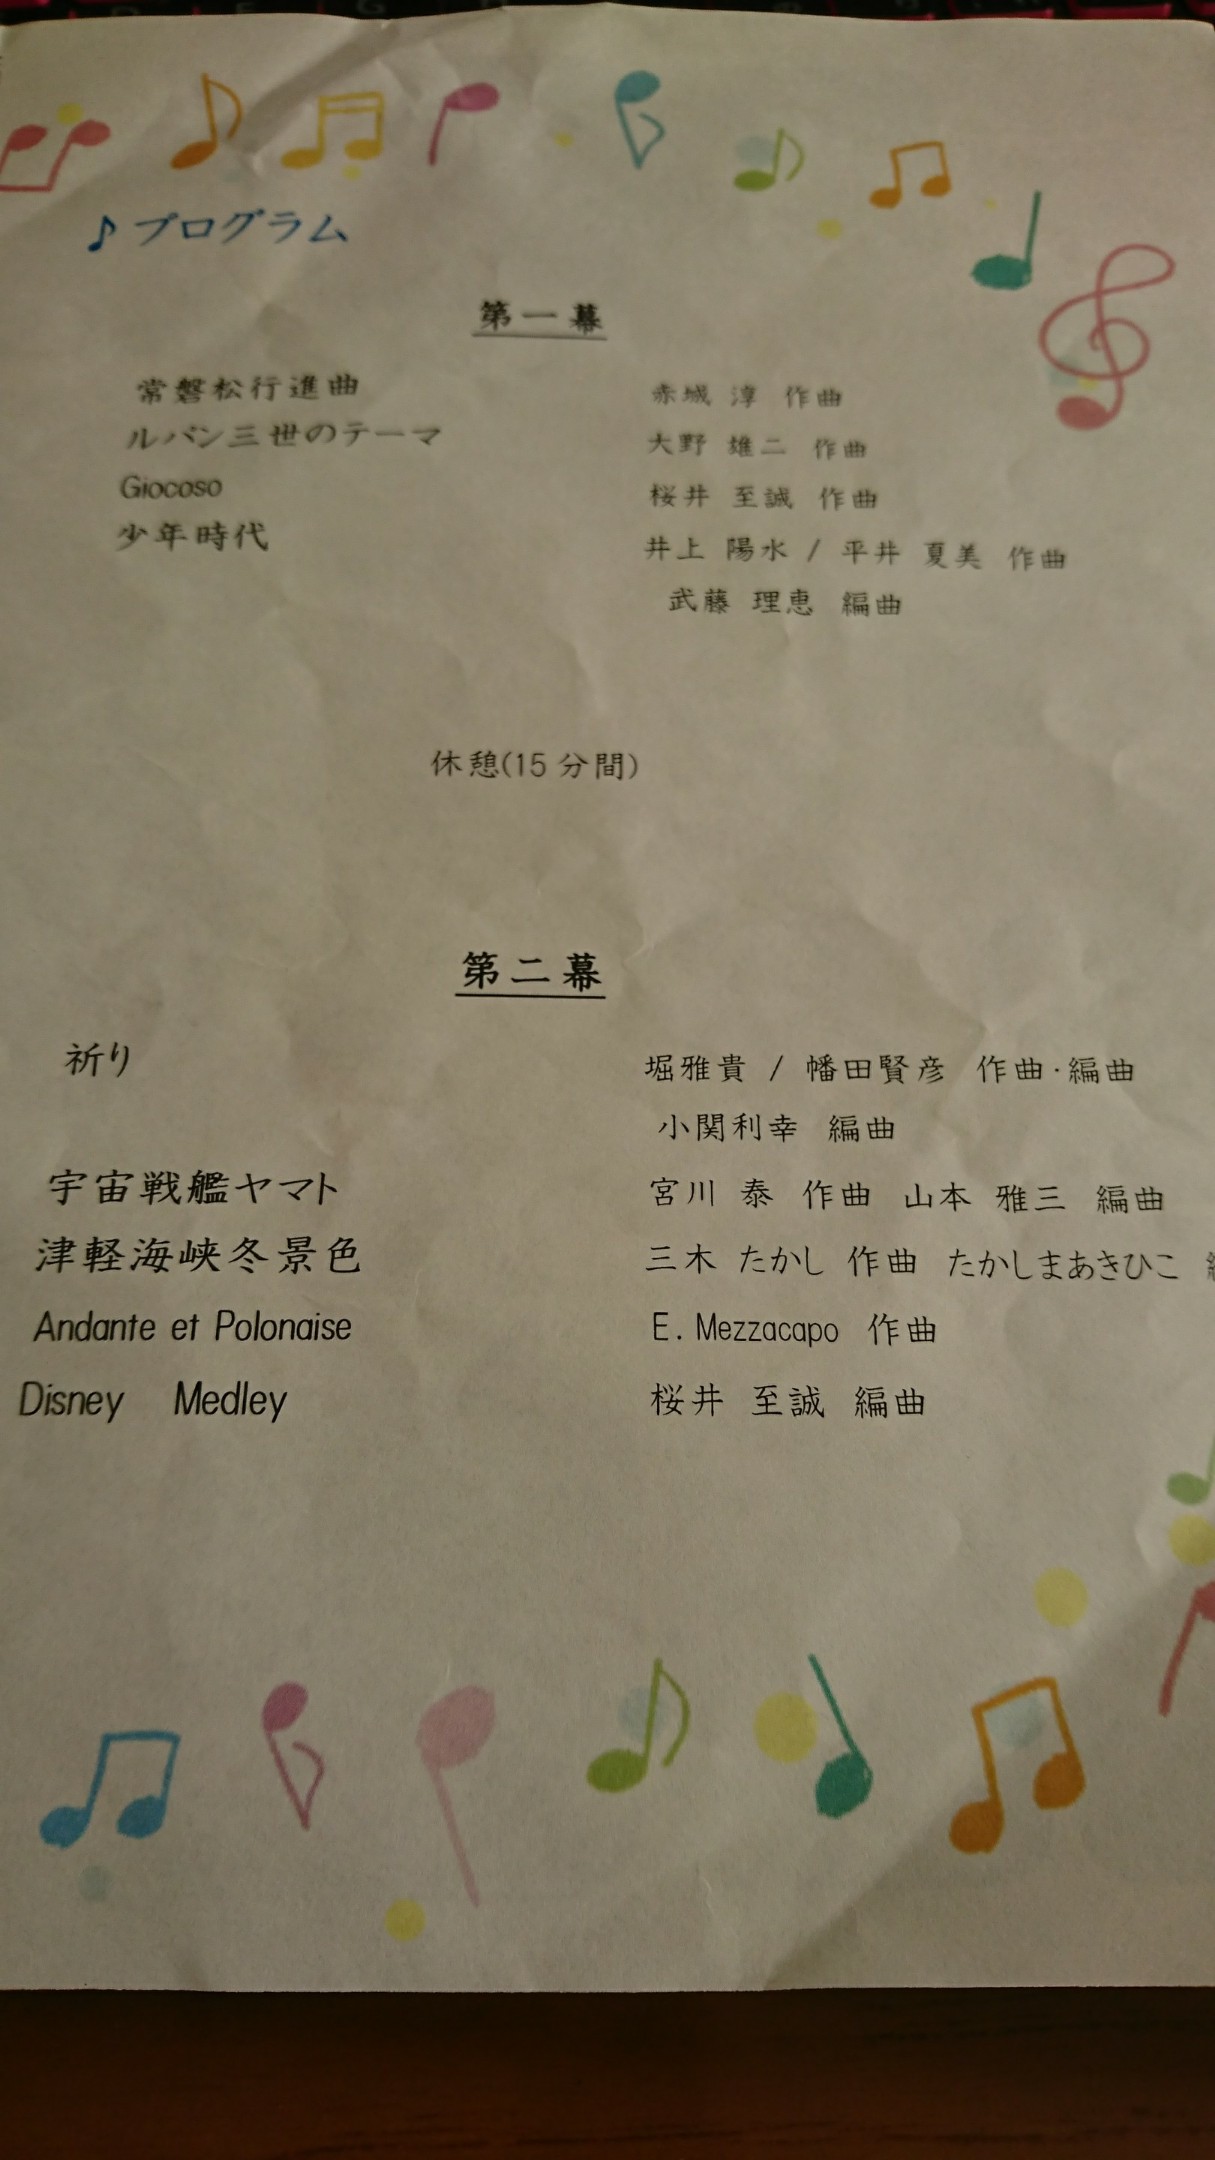 ♪プログラム
第一幕
常磐松行進曲 赤城 淳 作曲
ルパン三世のテーマ 大野 雄二 作曲
Giocoso 桜井 至誠 作曲
少年時代 井上 陽水 / 平井 夏美 作曲
武藤 理恵 編曲
休憩(15分間)
第二幕
祈り 堀雅貴 / 幡田賢彦 作曲・編曲
小関利幸 編曲
宇宙戦艦ヤマト 宮川 泰 作曲 山本 雅三 編曲
津軽海峡冬景色 三木 たかし 作曲 たかしまあきひこ
Andante et Polonaise E. Mezzacapo 作曲
Disney Medley 桜井 至誠 編曲